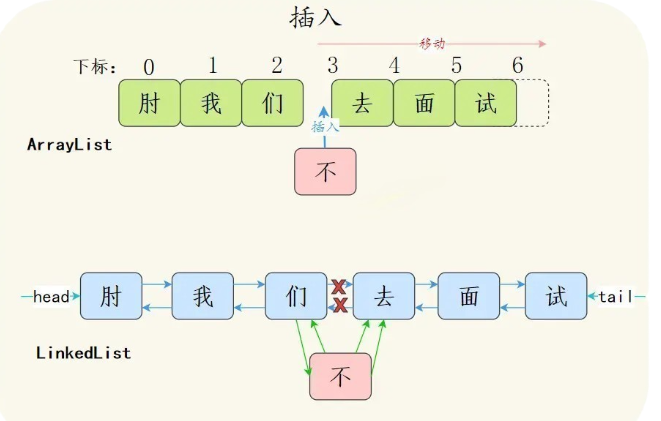 插入
移动
下标： 0 1 2 3 4 5 6
肘 我 们 去 面 试
插入
ArrayList
不
head 肘 我 们 X 去 面 试 tail
X
LinkedList
不